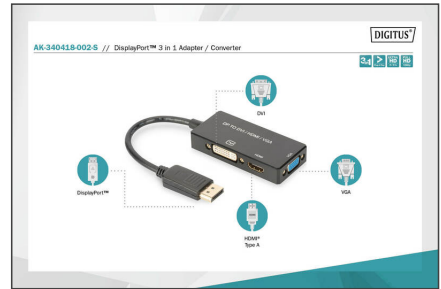 DIGITUS®
AK-340418-002-S // DisplayPort™ 3 in 1 Adapter / Converter
DVI
DP TO DVI / HDMI / VGA
HDMI
DisplayPort™
VGA
HDMI®
Type A